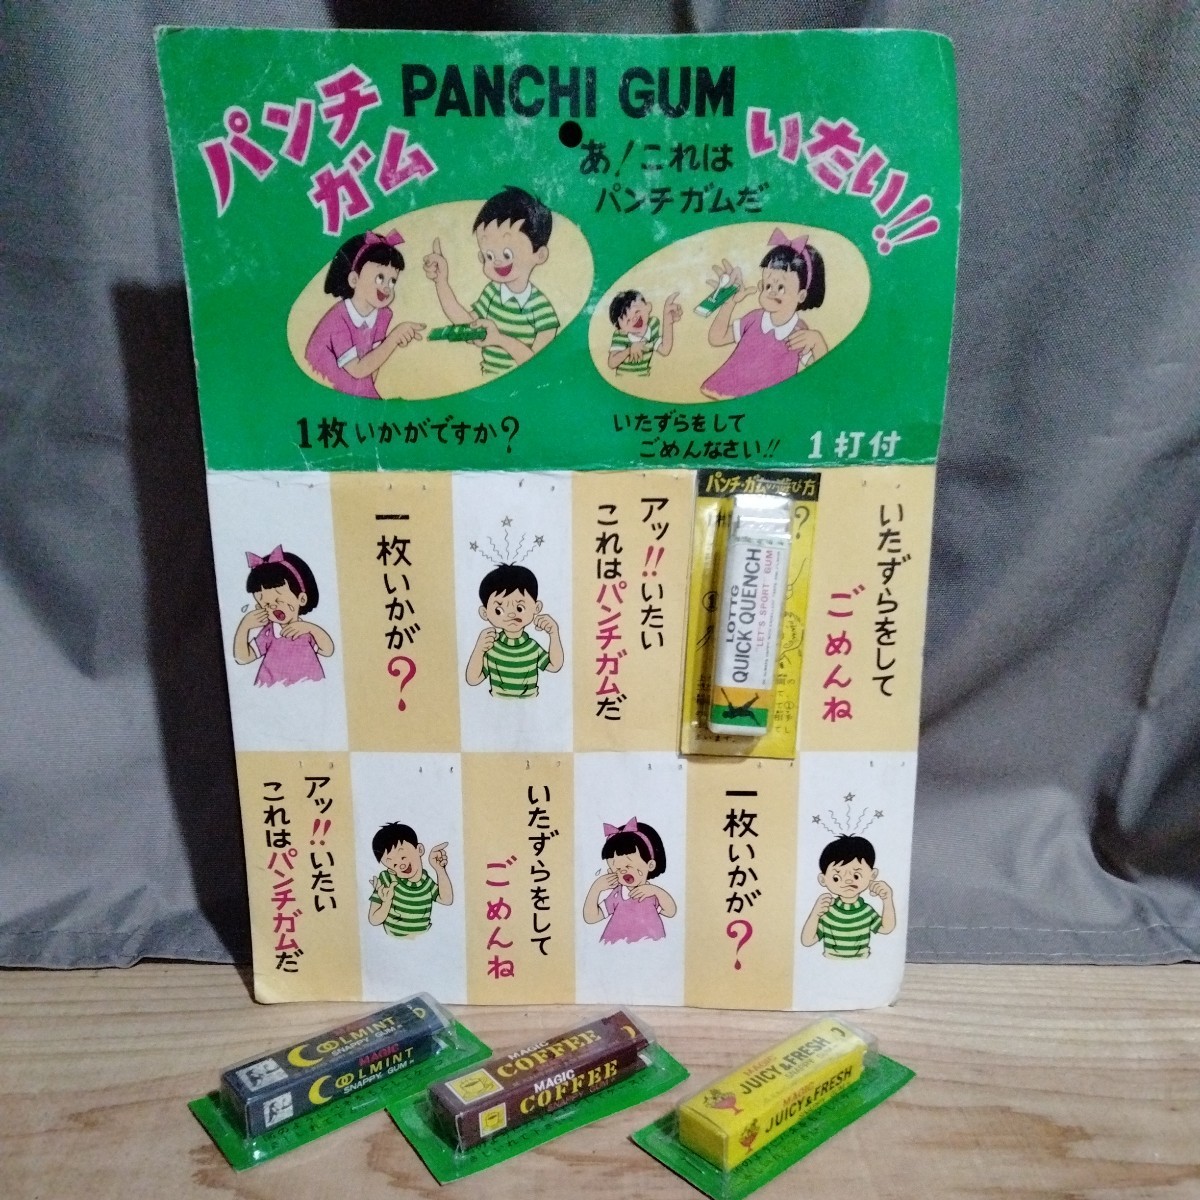 PANCHI GUM
パンチ
ガム
いたい!!
あ!これは
パンチガムだ
1枚いかがですか?
いたずらをして
ごめんなさい!!
1打付
一枚いかが?
アッ!!いたい
これはパンチガムだ
パンチ・ガムの遊び方
LOTTG
QUICK QUENCH
"LET'S SPORT" GUM
いたずらをして
ごめんね
アッ!!いたい
これはパンチガムだ
いたずらをして
ごめんね
一枚いかが?
COOLMINT
SNAPPY GUM
MAGIC
COOLMINT
SNAPPY GUM
MAGIC
COFFEE
MAGIC
COFFEE
SNAPPY GUM
MAGIC
JUICY & FRESH
MAGIC
JUICY & FRESH